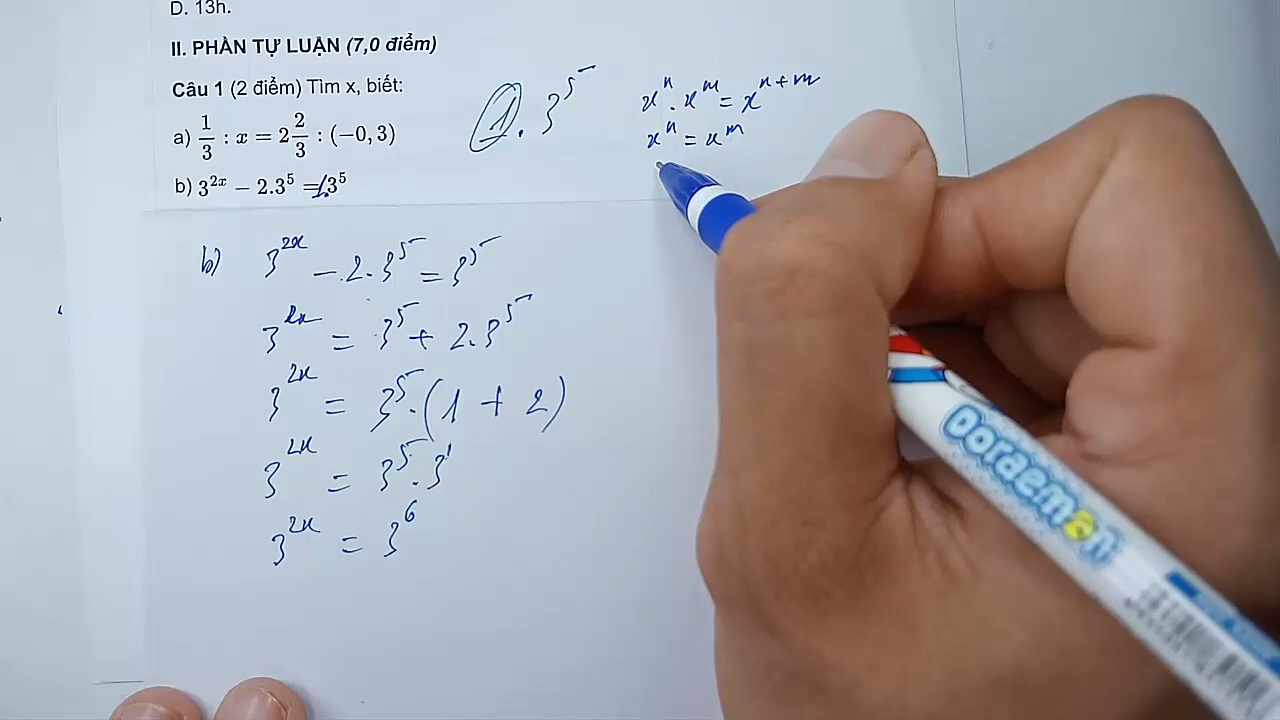 D. 13h.
II. PHẦN TỰ LUẬN (7,0 điểm)
Câu 1 (2 điểm) Tìm x, biết:
a) 1/3 : x = 2 2/3 : (−0,3)
b) 3^{2x} − 2.3^5 = 1.3^5
1 . 3^5
x^n . x^m = x^{n+m}
x^n = x^m
b) 3^{2x} − 2.3^5 = 3^5
3^{2x} = 3^5 + 2.3^5
3^{2x} = 3^5.(1 + 2)
3^{2x} = 3^5.3^1
3^{2x} = 3^6
Doraemon